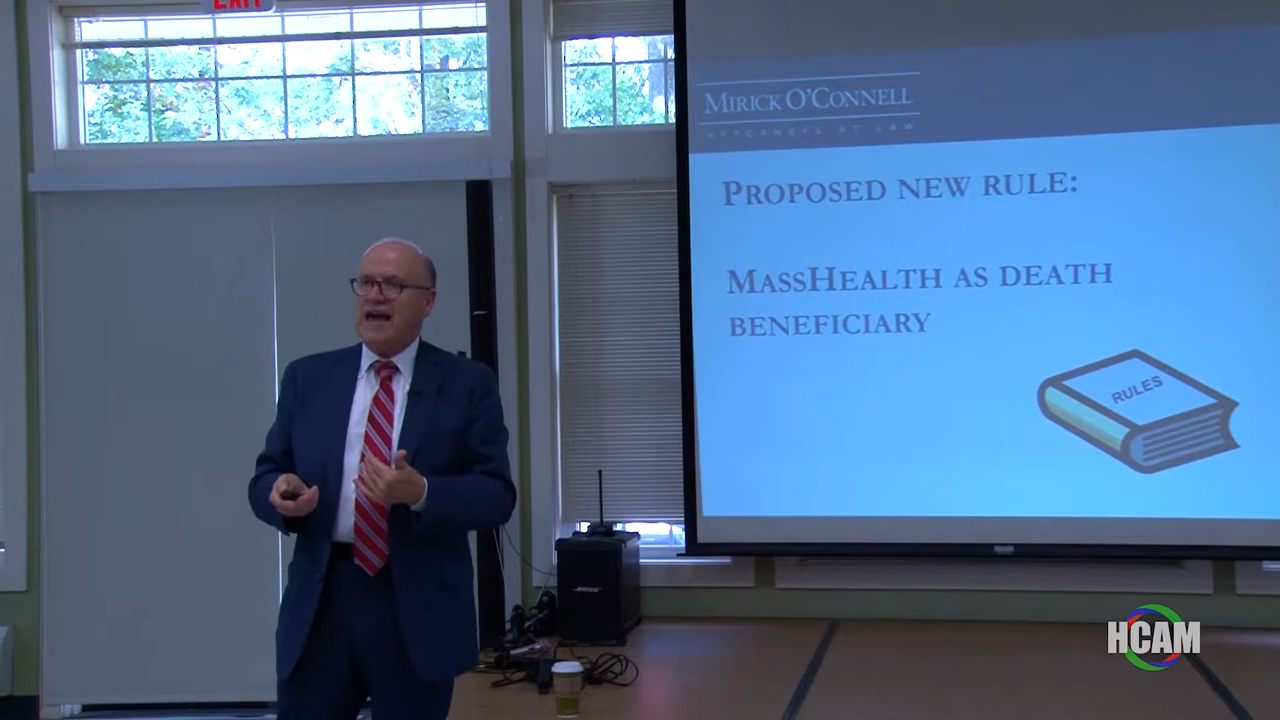 EXIT
MIRICK O'CONNELL
ATTORNEYS AT LAW
PROPOSED NEW RULE:
MASSHEALTH AS DEATH
BENEFICIARY
RULES
BOSE
HCAM